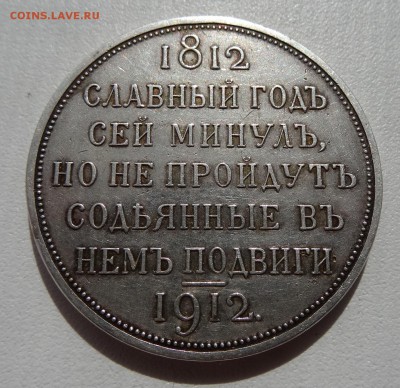 COINS.LAVE.RU
1812
СЛАВНЫЙ ГОДЪ
СЕЙ МИНУЛЪ,
НО НЕ ПРОЙДУТЪ
СОДѢЯННЫЕ ВЪ
НЕМЪ ПОДВИГИ
1912.